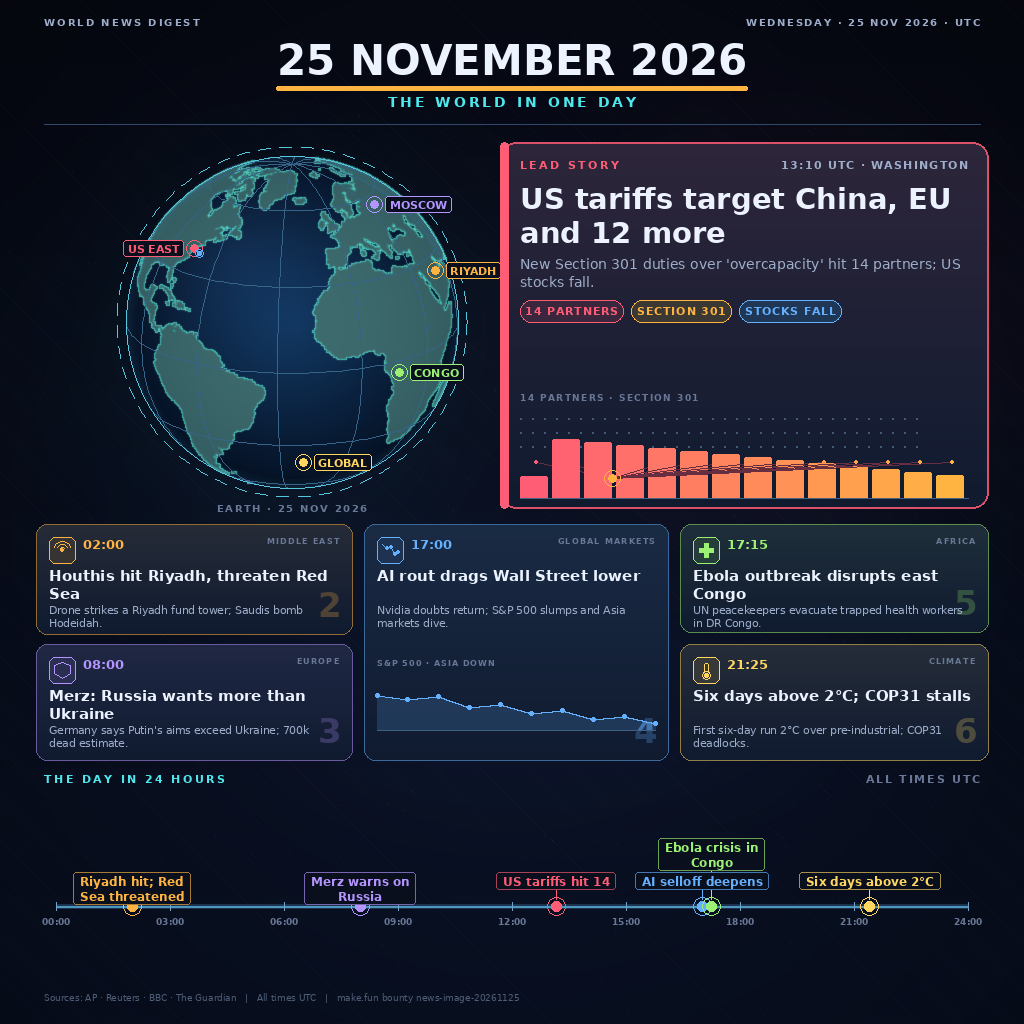 WORLD NEWS DIGEST
WEDNESDAY · 25 NOV 2026 · UTC
25 NOVEMBER 2026
THE WORLD IN ONE DAY
MOSCOW
US EAST
RIYADH
CONGO
GLOBAL
EARTH · 25 NOV 2026
LEAD STORY
13:10 UTC · WASHINGTON
US tariffs target China, EU
and 12 more
New Section 301 duties over 'overcapacity' hit 14 partners; US
stocks fall.
14 PARTNERS
SECTION 301
STOCKS FALL
14 PARTNERS · SECTION 301
02:00
MIDDLE EAST
Houthis hit Riyadh, threaten Red
Sea
Drone strikes a Riyadh fund tower; Saudis bomb
Hodeidah.
2
08:00
EUROPE
Merz: Russia wants more than
Ukraine
Germany says Putin's aims exceed Ukraine; 700k
dead estimate.
3
17:00
GLOBAL MARKETS
AI rout drags Wall Street lower
Nvidia doubts return; S&P 500 slumps and Asia
markets dive.
S&P 500 · ASIA DOWN
4
17:15
AFRICA
Ebola outbreak disrupts east
Congo
UN peacekeepers evacuate trapped health workers
in DR Congo.
5
21:25
CLIMATE
Six days above 2°C; COP31 stalls
First six-day run 2°C over pre-industrial; COP31
deadlocks.
6
THE DAY IN 24 HOURS
ALL TIMES UTC
Riyadh hit; Red
Sea threatened
Merz warns on
Russia
US tariffs hit 14
Ebola crisis in
Congo
AI selloff deepens
Six days above 2°C
00:00
03:00
06:00
09:00
12:00
15:00
18:00
21:00
24:00
Sources: AP · Reuters · BBC · The Guardian | All times UTC | make.fun bounty news-image-20261125